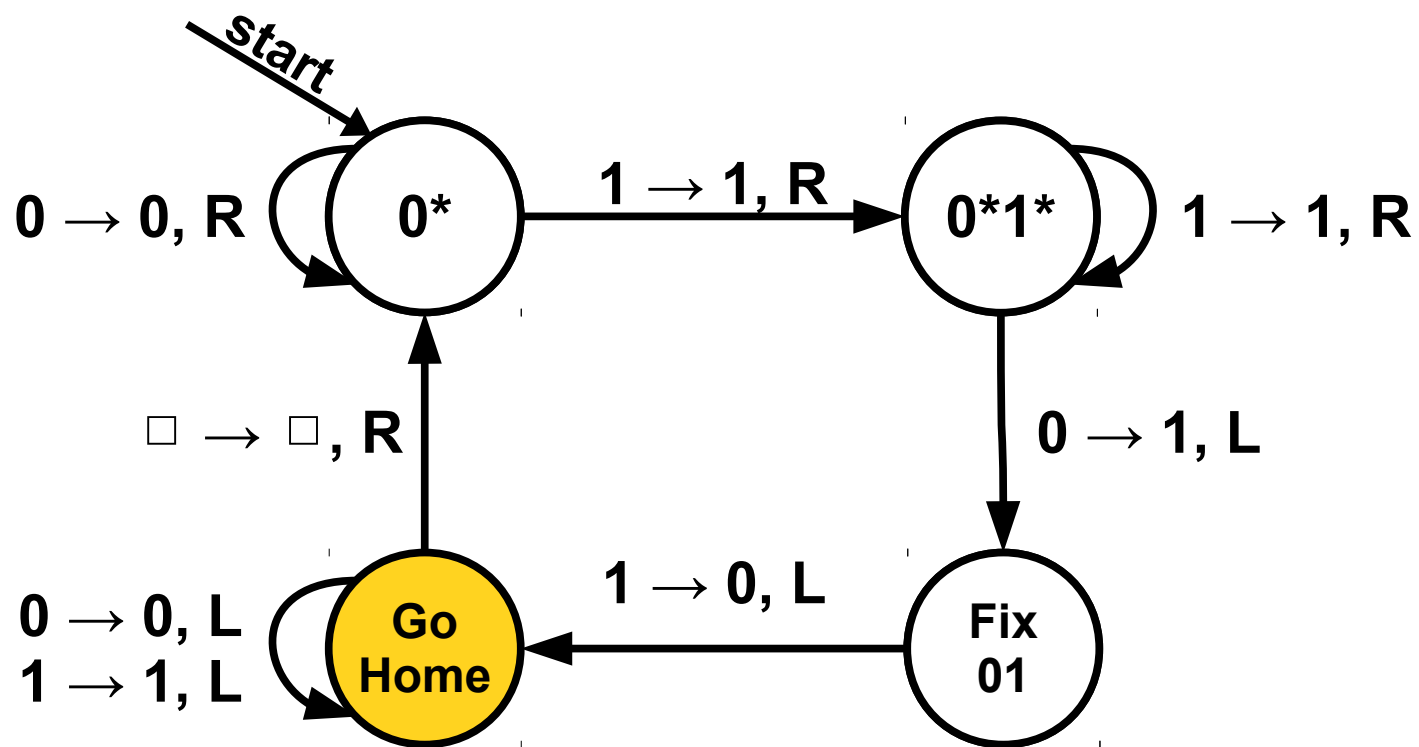 start
0 → 0, R
0*
1 → 1, R
0*1*
1 → 1, R
□ → □, R
0 → 1, L
0 → 0, L
1 → 1, L
Go
Home
1 → 0, L
Fix
01